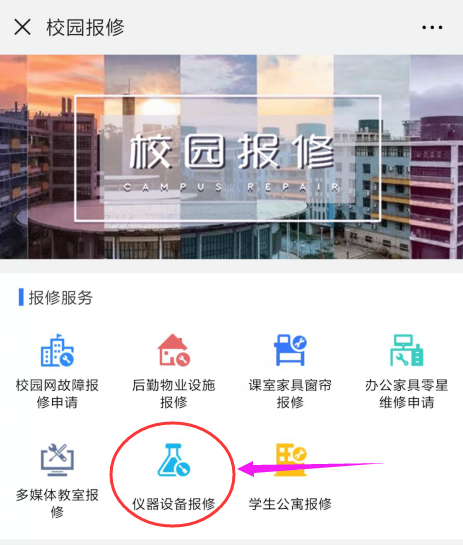 校园报修
校园报修
CAMPUS REPAIR
报修服务
校园网故障报
修申请
后勤物业设施
报修
课室家具窗帘
报修
办公家具零星
维修申请
多媒体教室报
修
仪器设备报修
学生公寓报修